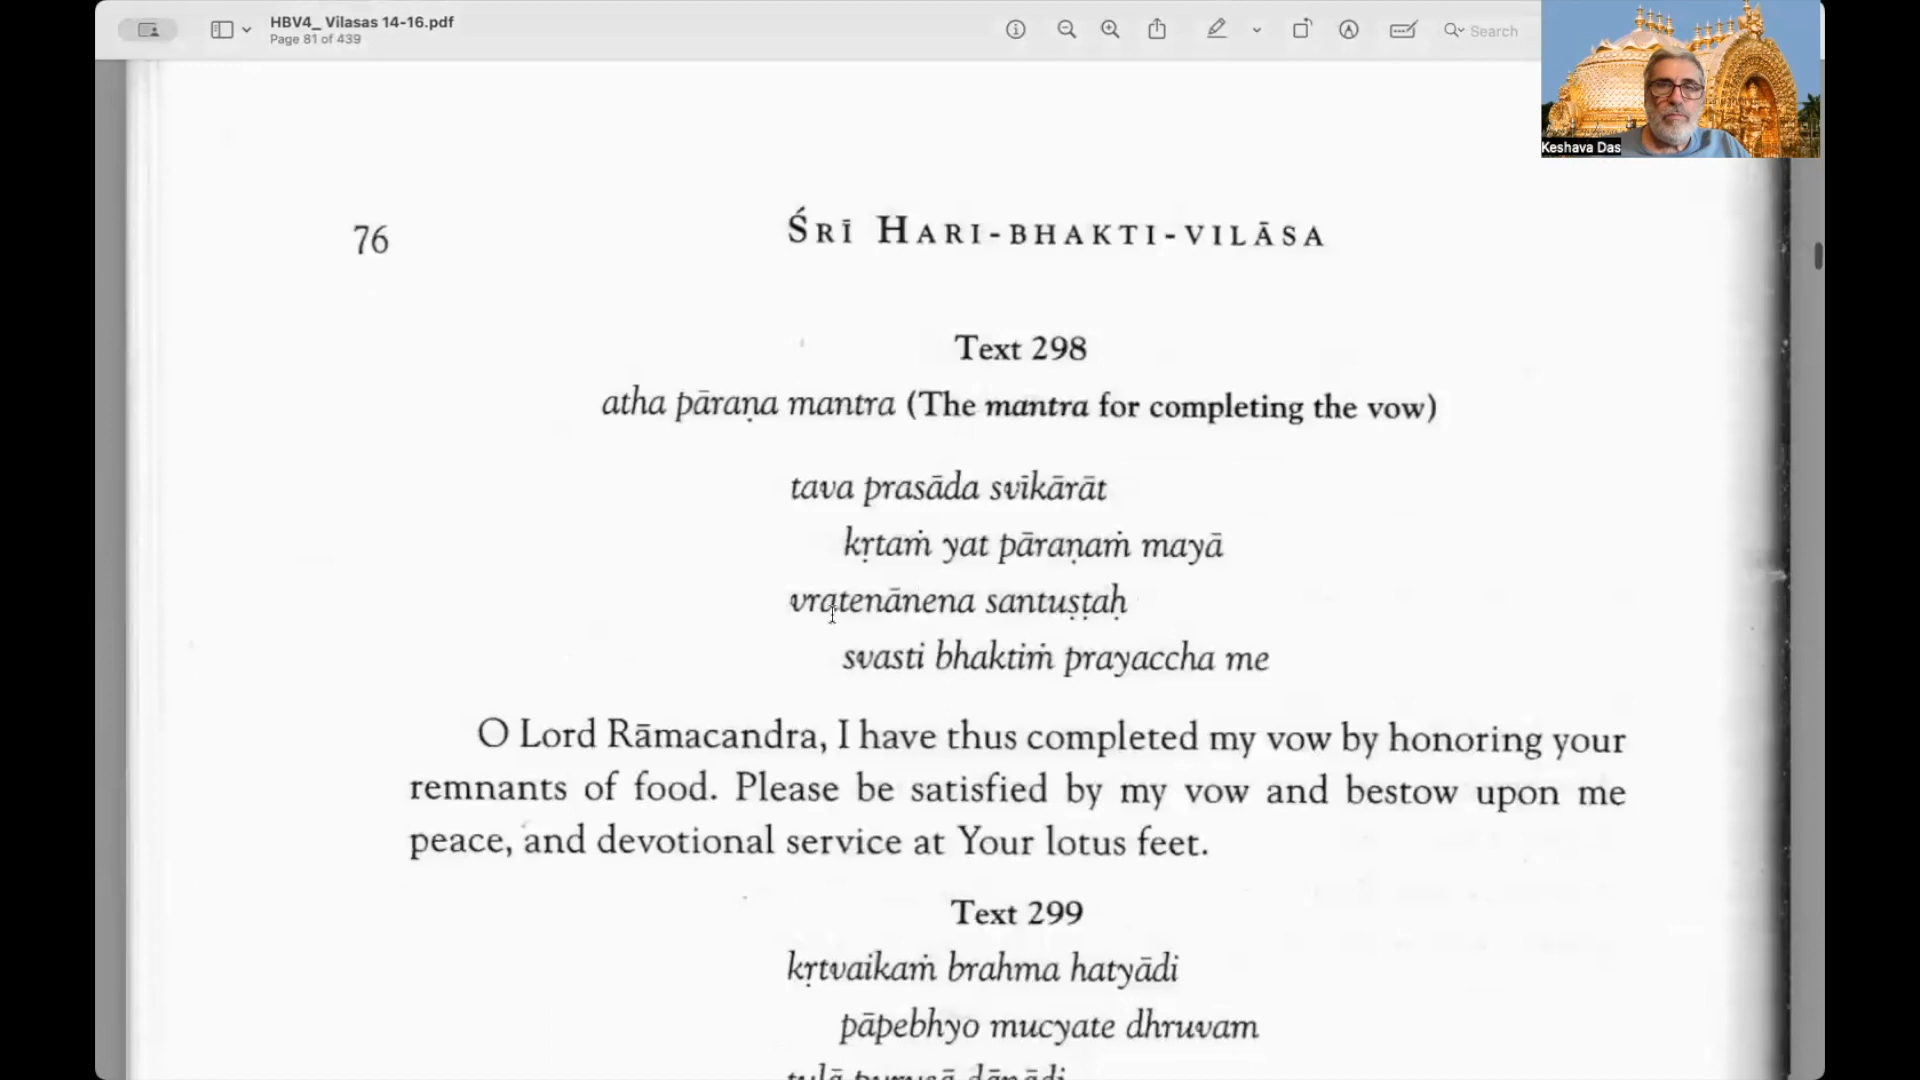 HBV4_ Vilasas 14-16.pdf
Page 81 of 439
Search
Keshava Das
76
ŚRĪ HARI-BHAKTI-VILĀSA
Text 298
atha pāraṇa mantra (The mantra for completing the vow)
tava prasāda svīkārāt
kṛtaṁ yat pāraṇaṁ mayā
vratenānena santuṣṭaḥ
svasti bhaktiṁ prayaccha me
O Lord Rāmacandra, I have thus completed my vow by honoring your
remnants of food. Please be satisfied by my vow and bestow upon me
peace, and devotional service at Your lotus feet.
Text 299
kṛtvaikaṁ brahma hatyādi
pāpebhyo mucyate dhruvam